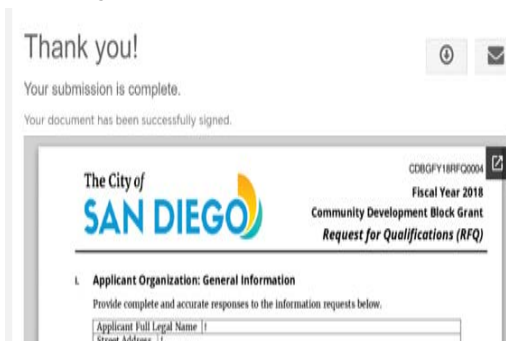 Thank you!
Your submission is complete.
Your document has been successfully signed.
CDBGFY18RFQ0004
The City of
SAN DIEGO
Fiscal Year 2018
Community Development Block Grant
Request for Qualifications (RFQ)
I. Applicant Organization: General Information
Provide complete and accurate responses to the information requests below.
Applicant Full Legal Name
Street Address